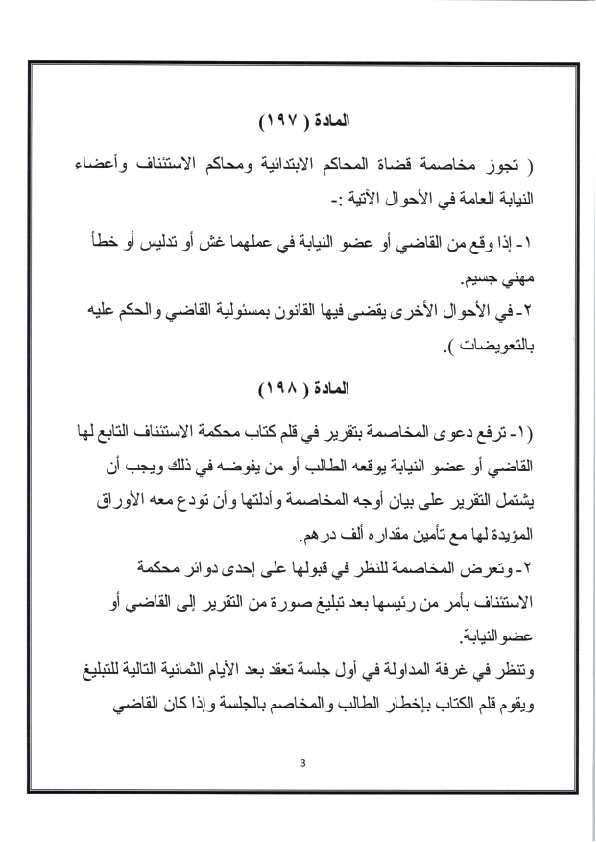 المادة ( ١٩٧)
( تجوز مخاصمة قضاة المحاكم الابتدائية ومحاكم الاستئناف وأعضاء
النيابة العامة في الأحوال الآتية :-
١- إذا وقع من القاضي أو عضو النيابة في عملهما غش أو تدليس أو خطأ
مهني جسيم.
٢- في الأحوال الأخرى يقضى فيها القانون بمسئولية القاضي والحكم عليه
بالتعويضات ).
المادة ( ١٩٨)
(١- ترفع دعوى المخاصمة بتقرير في قلم كتاب محكمة الاستئناف التابع لها
القاضي أو عضو النيابة يوقعه الطالب أو من يفوضه في ذلك ويجب أن
يشتمل التقرير على بيان أوجه المخاصمة وأدلتها وأن تودع معه الأوراق
المؤيدة لها مع تأمين مقداره ألف درهم.
٢- وتعرض المخاصمة للنظر في قبولها على إحدى دوائر محكمة
الاستئناف بأمر من رئيسها بعد تبليغ صورة من التقرير إلى القاضي أو
عضوالنيابة.
وتنظر في غرفة المداولة في أول جلسة تعقد بعد الأيام الثمانية التالية للتبليغ
ويقوم قلم الكتاب بإخطار الطالب والمخاصم بالجلسة وإذا كان القاضي
3